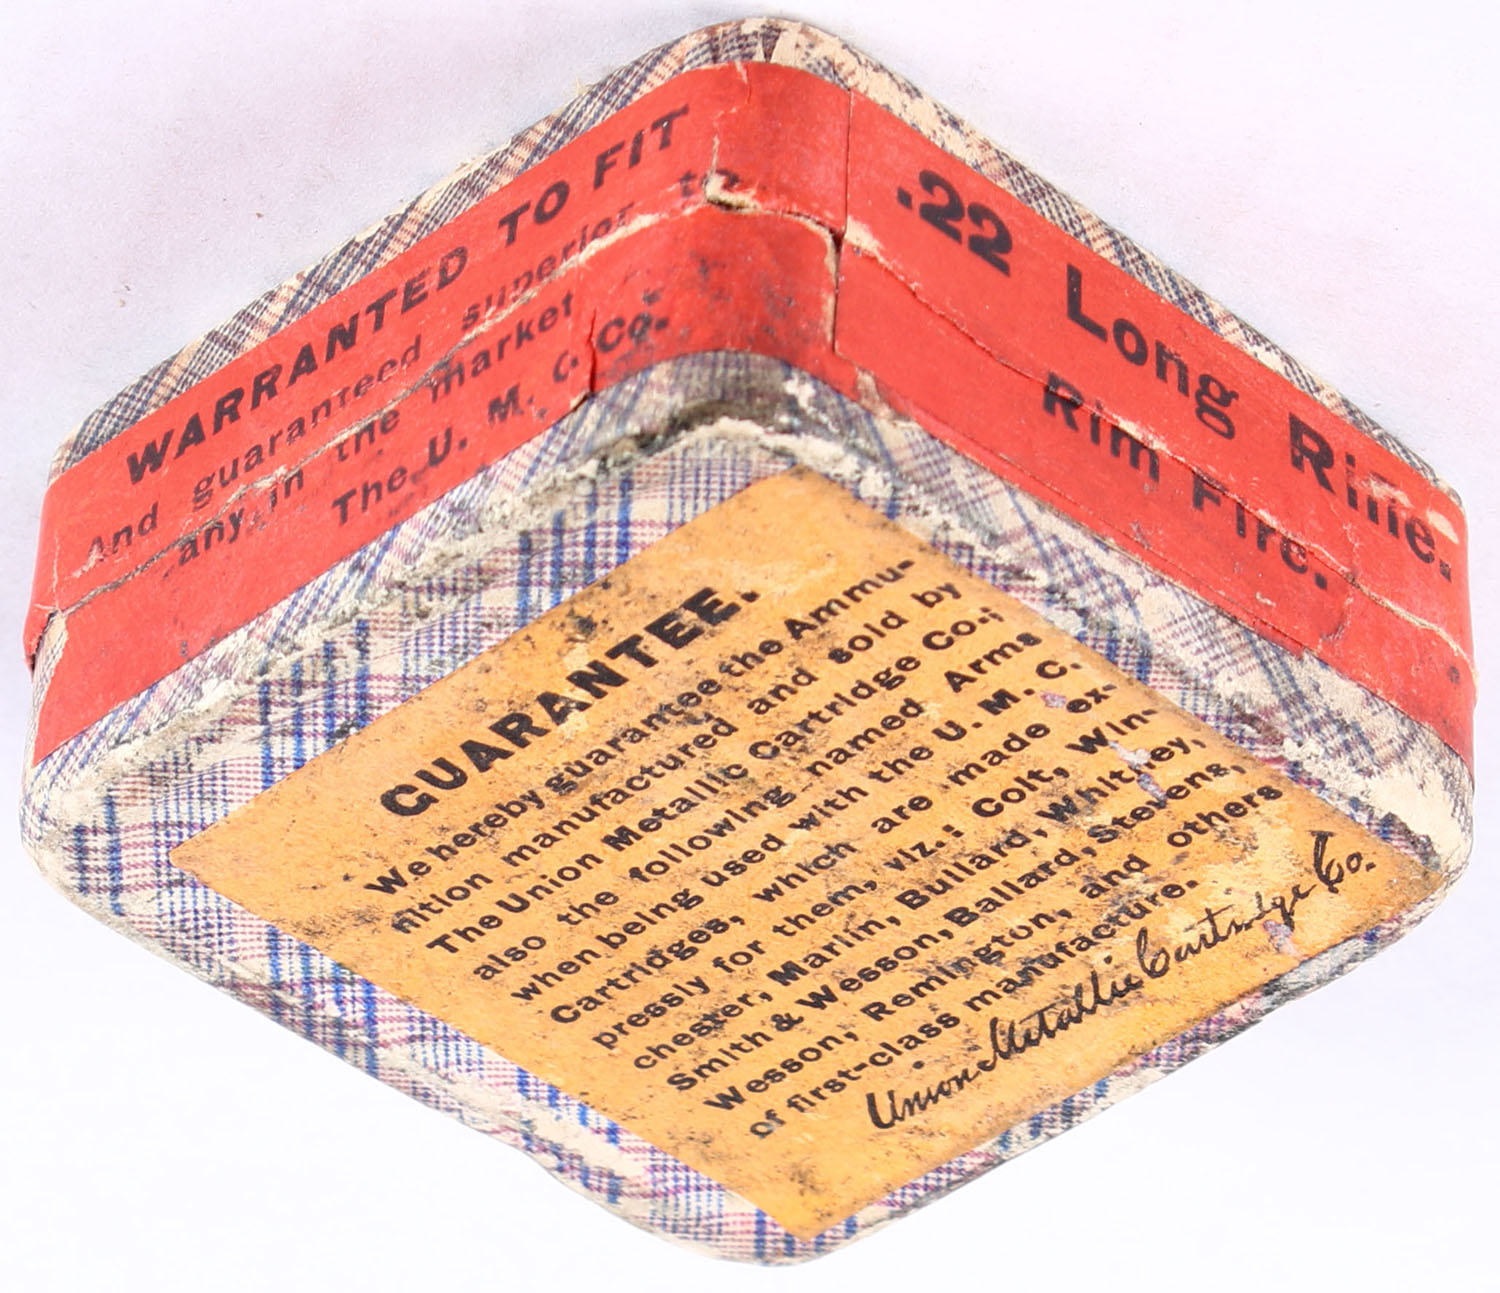 WARRANTED TO FIT
And guaranteed superior to
any in the market
The U. M. C. Co.
.22 Long Rifle.
Rim Fire.
GUARANTEE.
We hereby guarantee the Ammu-
nition manufactured and sold by
The Union Metallic Cartridge Co.;
also the following named Arms
when being used with the U. M. C.
Cartridges, which are made ex-
pressly for them, viz.: Colt, Win-
chester, Marlin, Bullard, Whitney,
Smith & Wesson, Ballard, Stevens,
Wesson, Remington, and others
of first-class manufacture.
Union Metallic Cartridge Co.